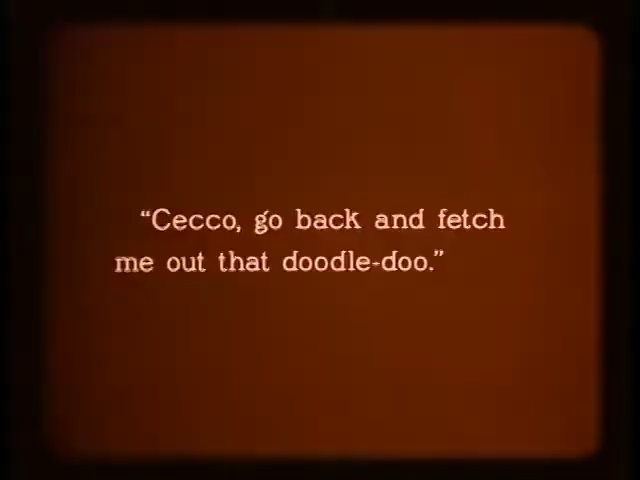 “Cecco, go back and fetch
me out that doodle-doo.”